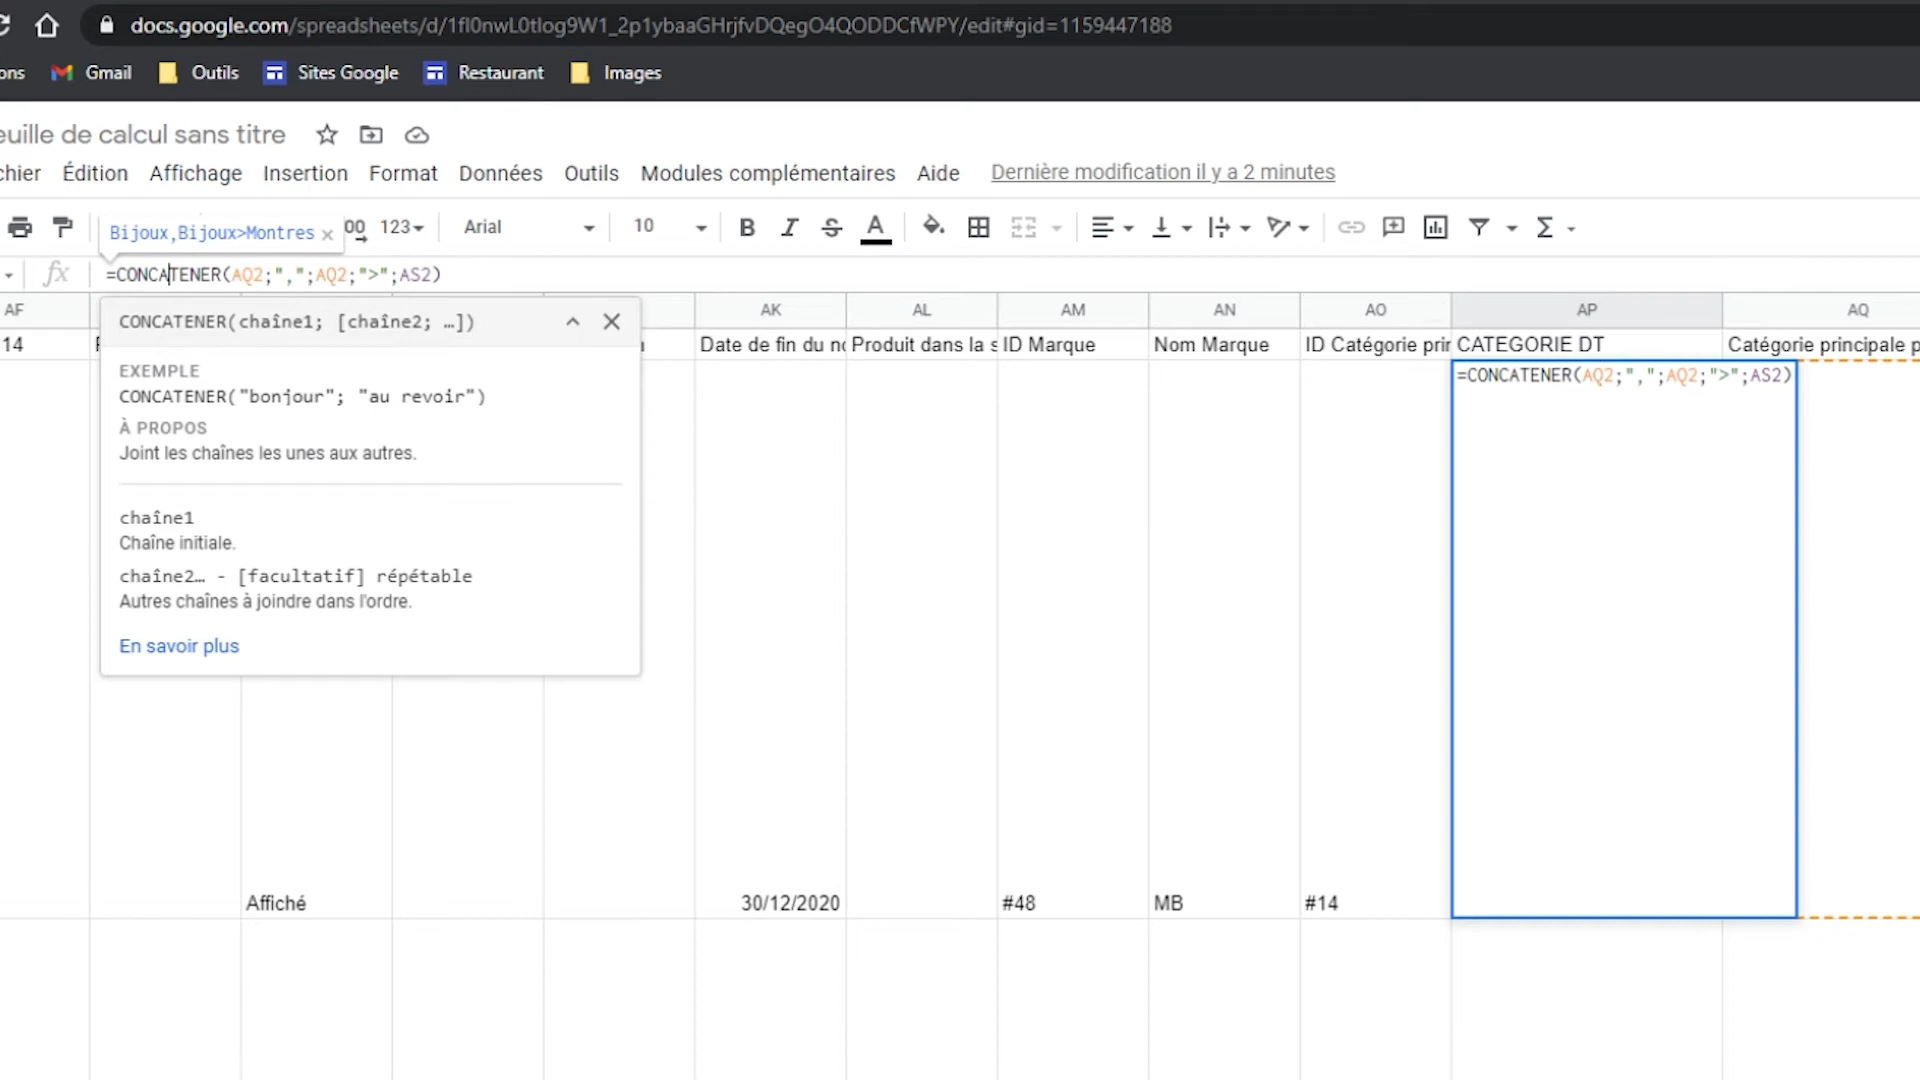 docs.google.com/spreadsheets/d/1fl0nwL0tlog9W1_2p1ybaaGHrjfvDQegO4QODDCfWPY/edit#gid=1159447188
ons Gmail Outils Sites Google Restaurant Images
euille de calcul sans titre
chier Édition Affichage Insertion Format Données Outils Modules complémentaires Aide Dernière modification il y a 2 minutes
Bijoux,Bijoux>Montres × 00 123 Arial 10 B I S A Σ
fx =CONCATENER(AQ2;",";AQ2;">";AS2)
AF AK AL AM AN AO AP AQ
14 Date de fin du no Produit dans la s ID Marque Nom Marque ID Catégorie prin CATEGORIE DT Catégorie principale p
CONCATENER(chaîne1; [chaîne2; …])
EXEMPLE
CONCATENER("bonjour"; "au revoir")
À PROPOS
Joint les chaînes les unes aux autres.
chaîne1
Chaîne initiale.
chaîne2… - [facultatif] répétable
Autres chaînes à joindre dans l'ordre.
En savoir plus
=CONCATENER(AQ2;",";AQ2;">";AS2)
Affiché 30/12/2020 #48 MB #14